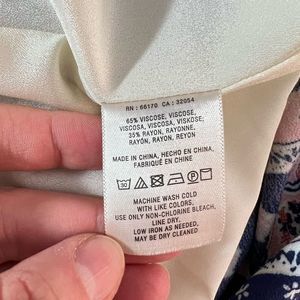 RN : 66170 CA : 32054
65% VISCOSE, VISCOSE,
VISCOSA, VISCOSA, VISKOSE
35% RAYON, RAYONNE,
RAYÓN, RAYON, REYON
MADE IN CHINA, HECHO EN CHINA,
FABRIQUÉ EN CHINE
30
MACHINE WASH COLD
WITH LIKE COLORS,
USE ONLY NON-CHLORINE BLEACH,
LINE DRY,
LOW IRON AS NEEDED,
MAY BE DRY CLEANED